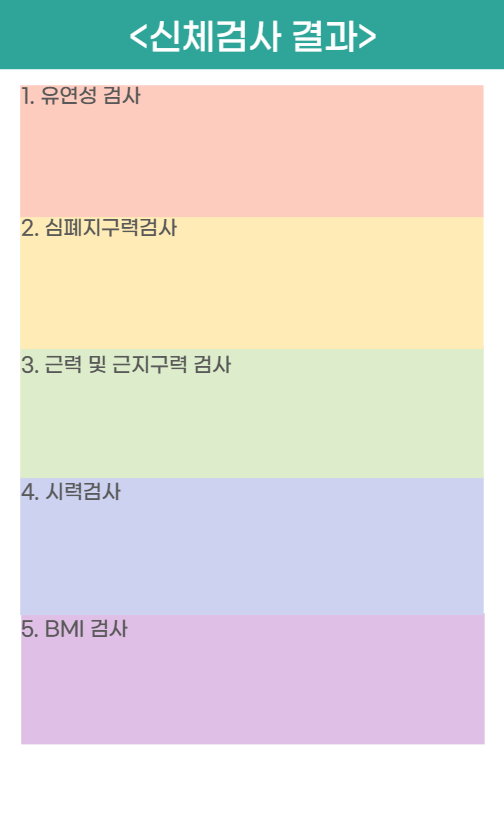 <신체검사 결과>
1. 유연성 검사
2. 심폐지구력검사
3. 근력 및 근지구력 검사
4. 시력검사
5. BMI 검사